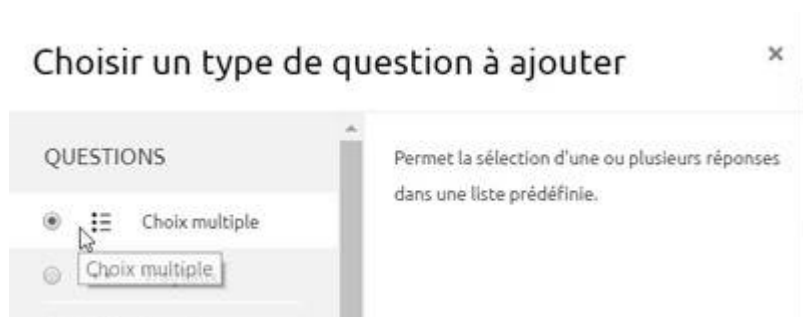 Choisir un type de question à ajouter ×
QUESTIONS
Permet la sélection d'une ou plusieurs réponses
dans une liste prédéfinie.
Choix multiple
Choix multiple